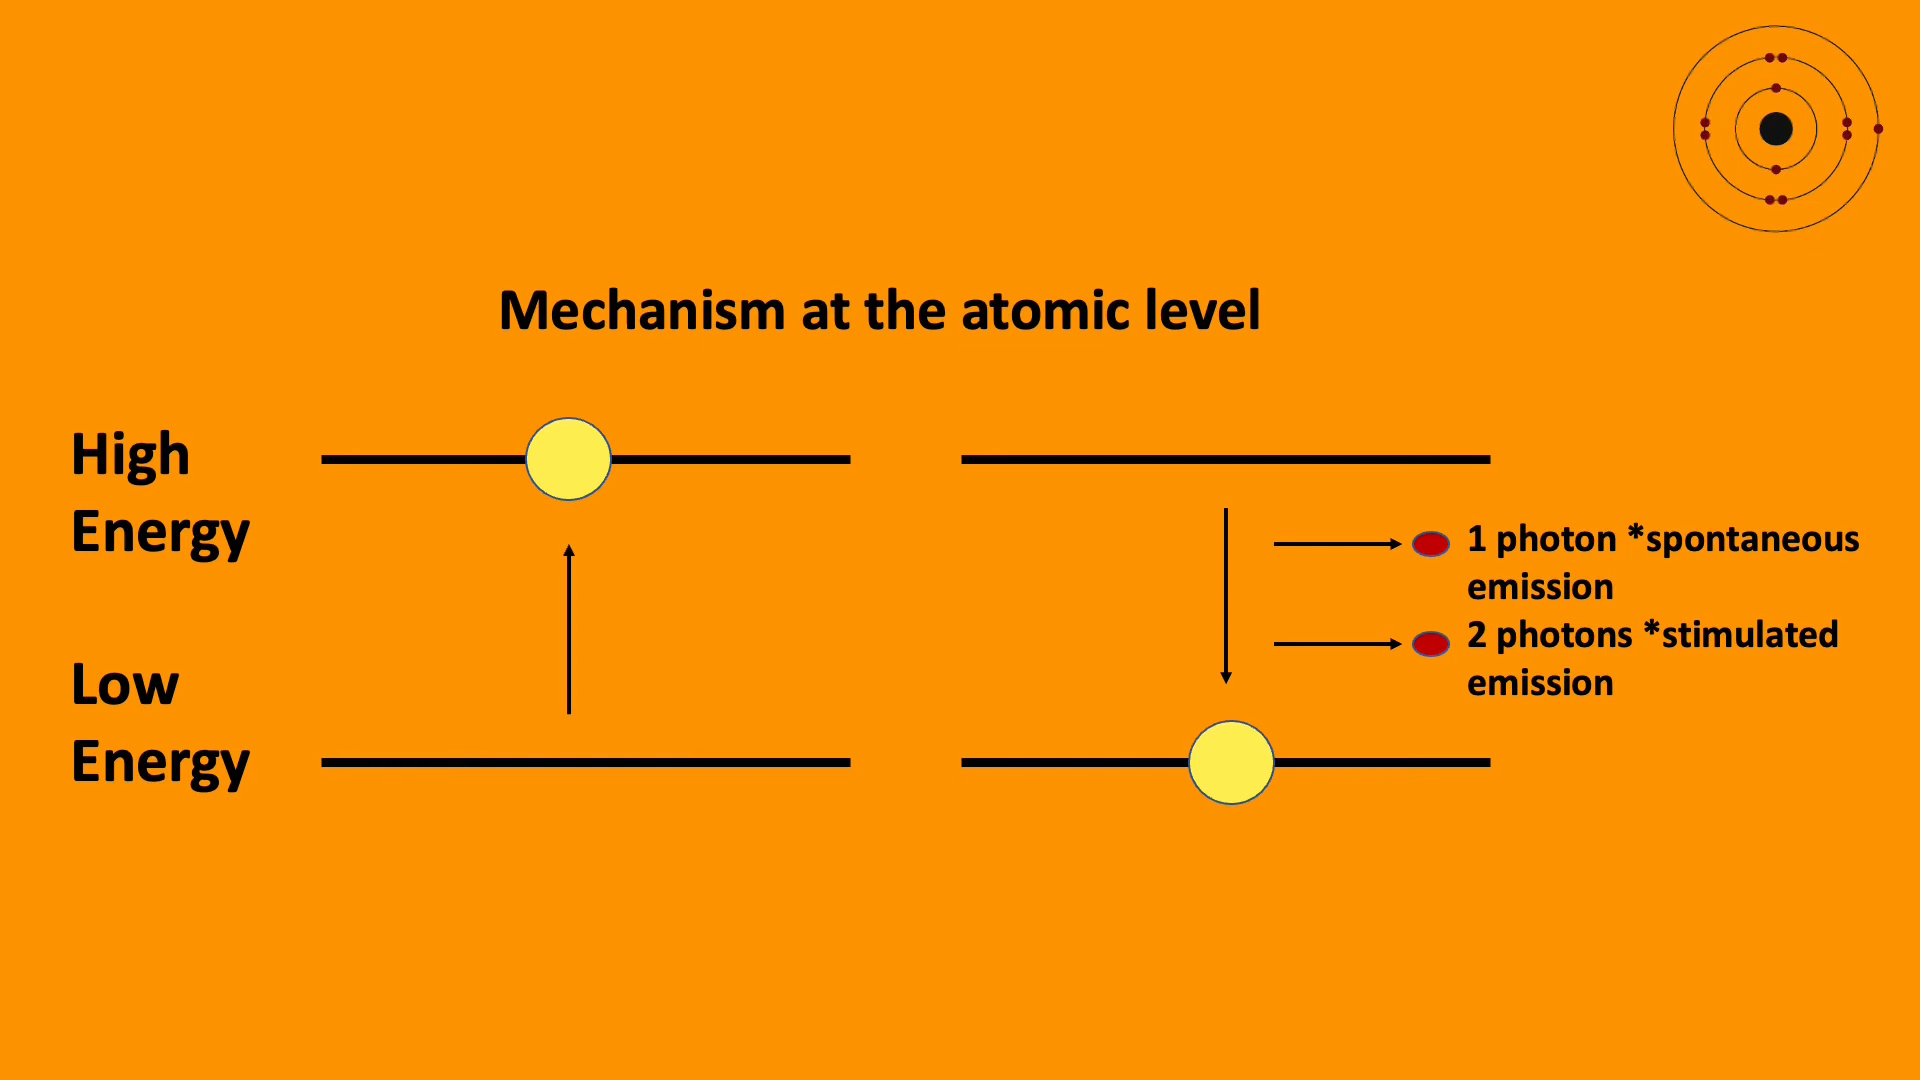 Mechanism at the atomic level
High
Energy
1 photon *spontaneous
emission
2 photons *stimulated
emission
Low
Energy